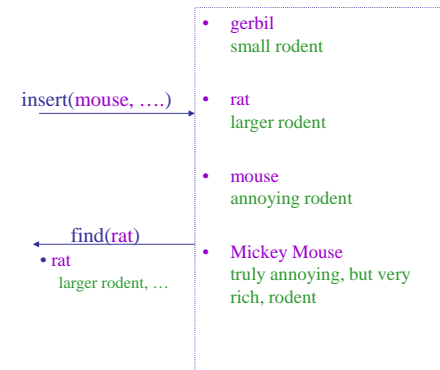 • gerbil
small rodent
insert(mouse, ….)
• rat
larger rodent
• mouse
annoying rodent
find(rat)
• rat
larger rodent, …
• Mickey Mouse
truly annoying, but very
rich, rodent